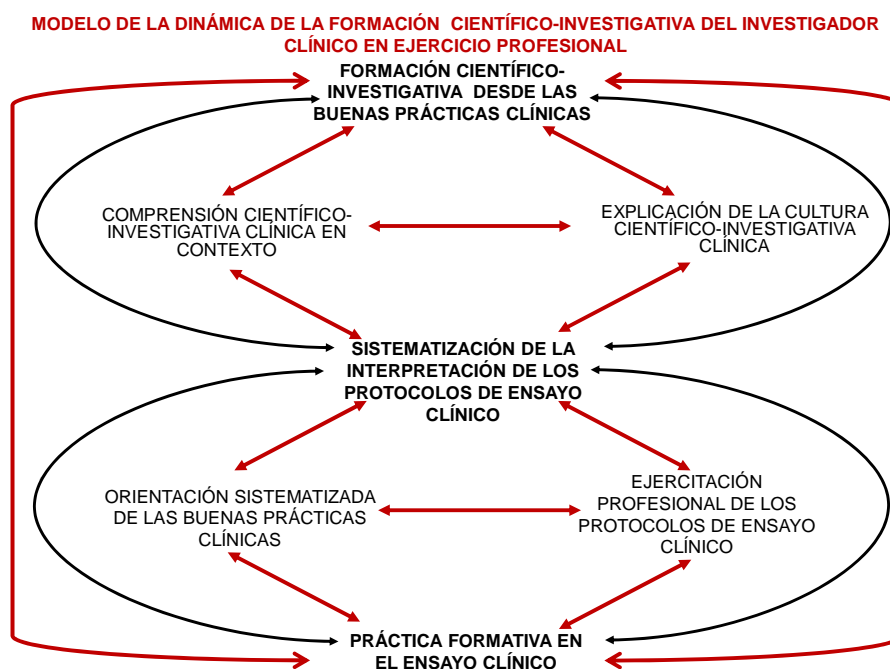 MODELO DE LA DINÁMICA DE LA FORMACIÓN CIENTÍFICO-INVESTIGATIVA DEL INVESTIGADOR
CLÍNICO EN EJERCICIO PROFESIONAL
FORMACIÓN CIENTÍFICO-
INVESTIGATIVA DESDE LAS
BUENAS PRÁCTICAS CLÍNICAS
COMPRENSIÓN CIENTÍFICO-
INVESTIGATIVA CLÍNICA EN
CONTEXTO
EXPLICACIÓN DE LA CULTURA
CIENTÍFICO-INVESTIGATIVA
CLÍNICA
SISTEMATIZACIÓN DE LA
INTERPRETACIÓN DE LOS
PROTOCOLOS DE ENSAYO
CLÍNICO
ORIENTACIÓN SISTEMATIZADA
DE LAS BUENAS PRÁCTICAS
CLÍNICAS
EJERCITACIÓN
PROFESIONAL DE LOS
PROTOCOLOS DE ENSAYO
CLÍNICO
PRÁCTICA FORMATIVA EN
EL ENSAYO CLÍNICO